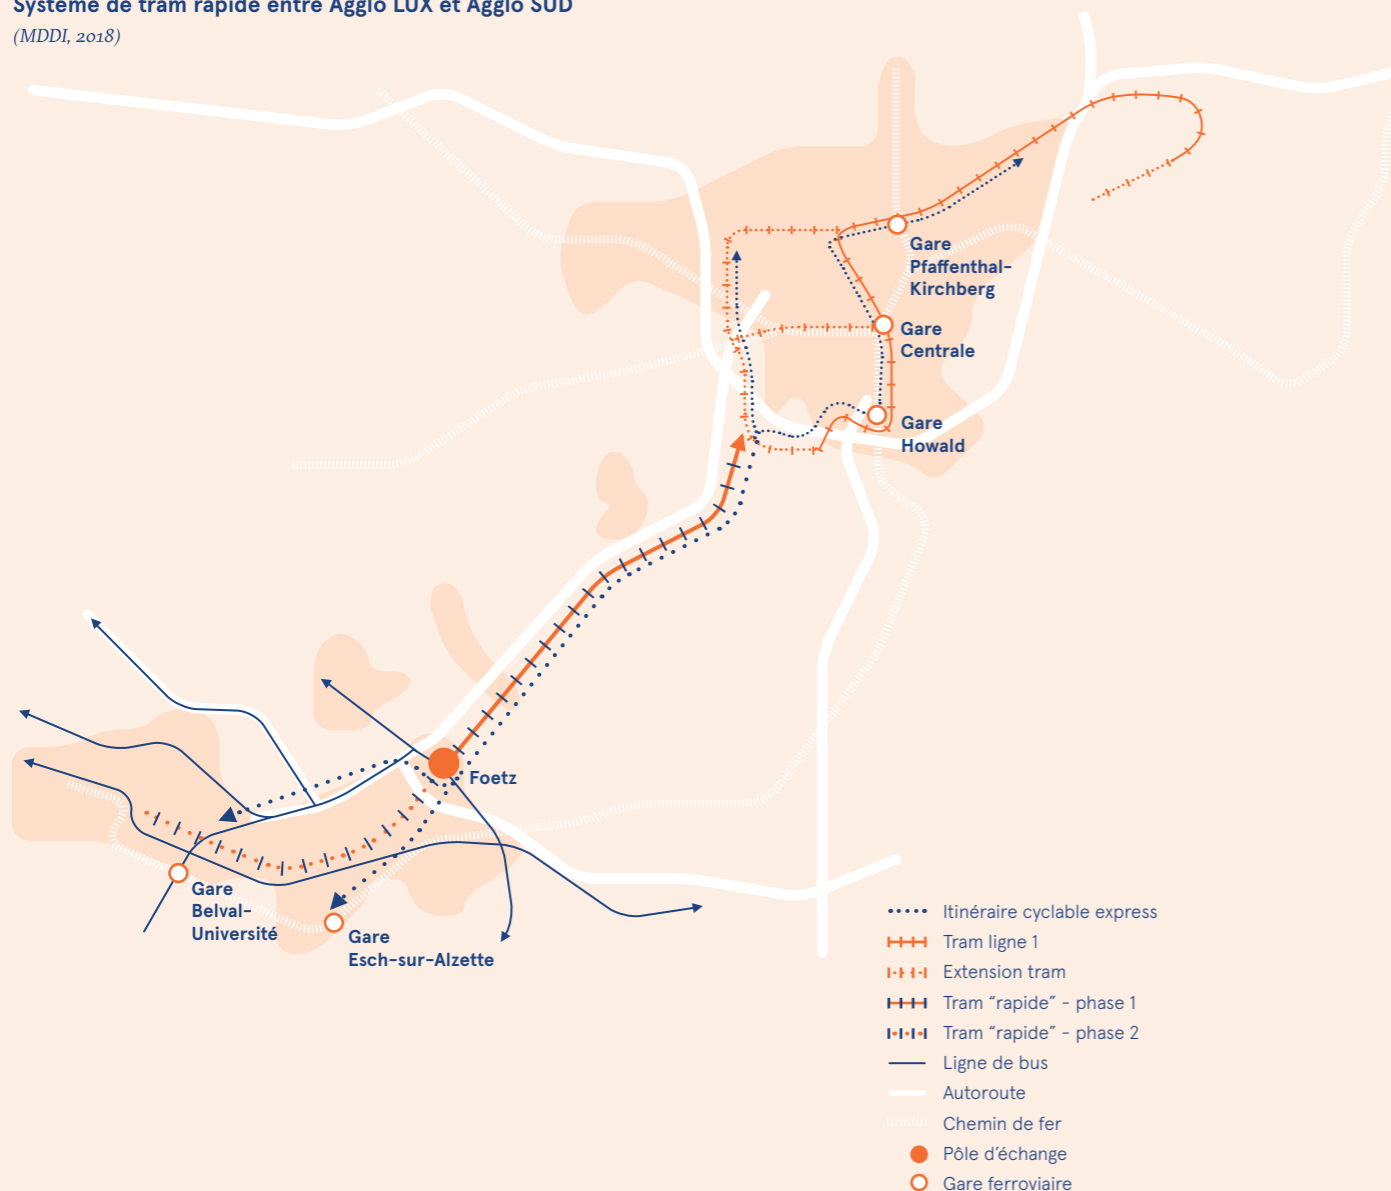 Système de tram rapide entre Agglo LUX et Agglo SUD
(MDDI, 2018)
Gare
Pfaffenthal-
Kirchberg
Gare
Centrale
Gare
Howald
Foetz
Gare
Belval-
Université
Gare
Esch-sur-Alzette
Itinéraire cyclable express
Tram ligne 1
Extension tram
Tram “rapide” - phase 1
Tram “rapide” - phase 2
Ligne de bus
Autoroute
Chemin de fer
Pôle d’échange
Gare ferroviaire